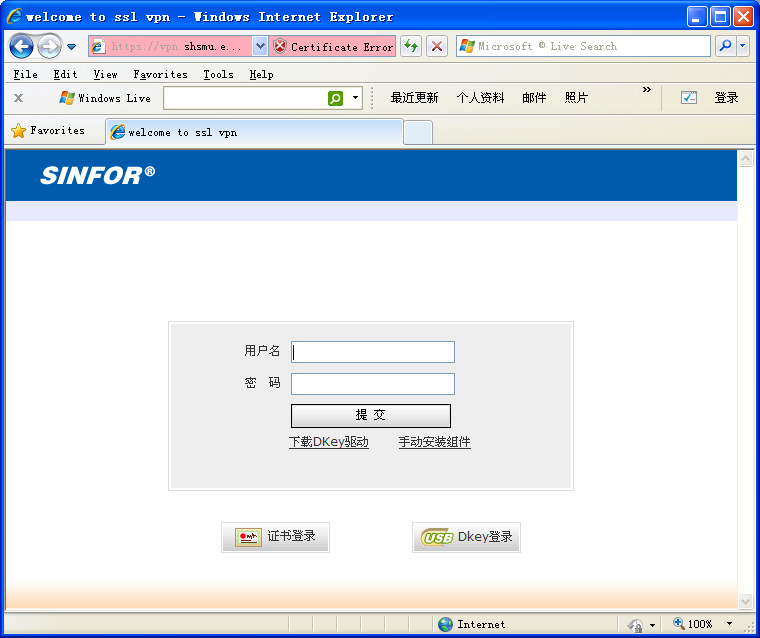 welcome to ssl vpn - Windows Internet Explorer
https://vpn.shsmu.e... Certificate Error Microsoft ® Live Search
File Edit View Favorites Tools Help
x Windows Live 最近更新 个人资料 邮件 照片 » 登录
Favorites welcome to ssl vpn
SINFOR®
用户名
密 码
提 交
下载DKey驱动 手动安装组件
证书登录 USB Dkey登录
Internet 100%